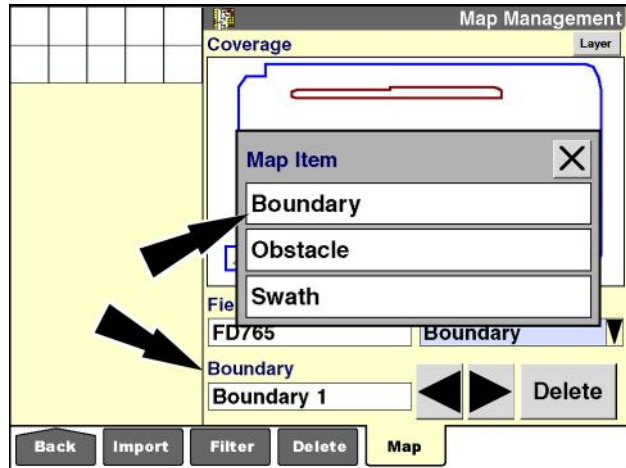 Map Management
Coverage
Layer
Map Item
Boundary
Obstacle
Swath
Fie
FD765
Boundary
Boundary
Boundary 1
Delete
Back
Import
Filter
Delete
Map